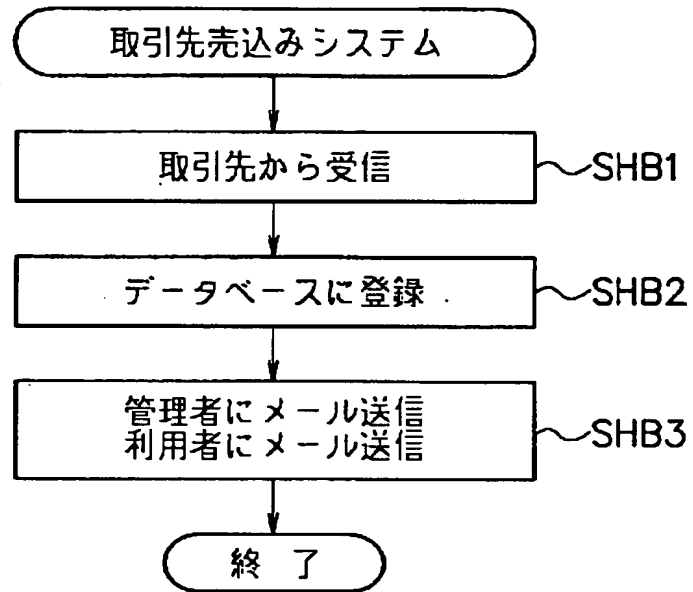 取引先売込みシステム
取引先から受信
SHB1
データベースに登録
SHB2
管理者にメール送信
利用者にメール送信
SHB3
終了